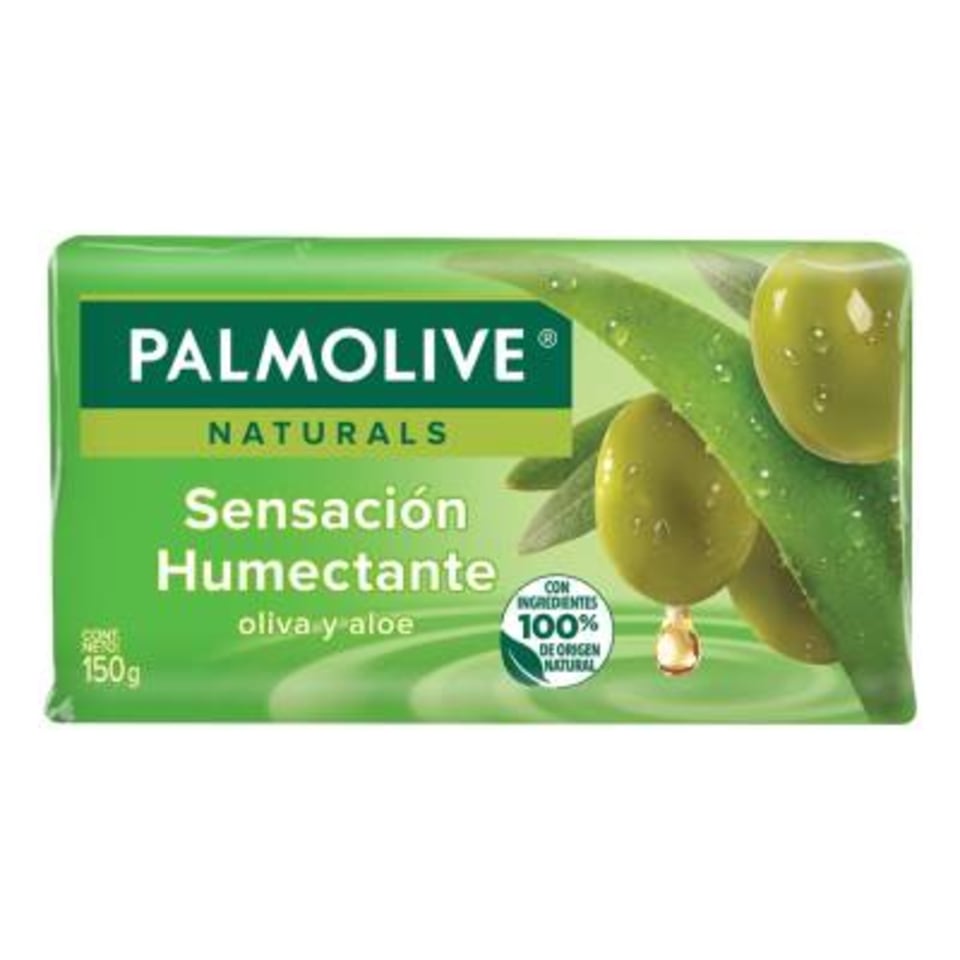 PALMOLIVE®
NATURALS
Sensación
Humectante
oliva y aloe
CONT.
NETO:
150g
CON
INGREDIENTES
100%
DE ORIGEN
NATURAL